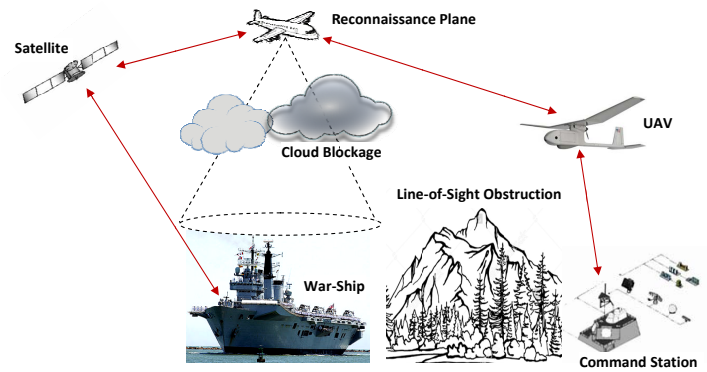 Reconnaissance Plane
Satellite
UAV
Cloud Blockage
Line-of-Sight Obstruction
War-Ship
Command Station